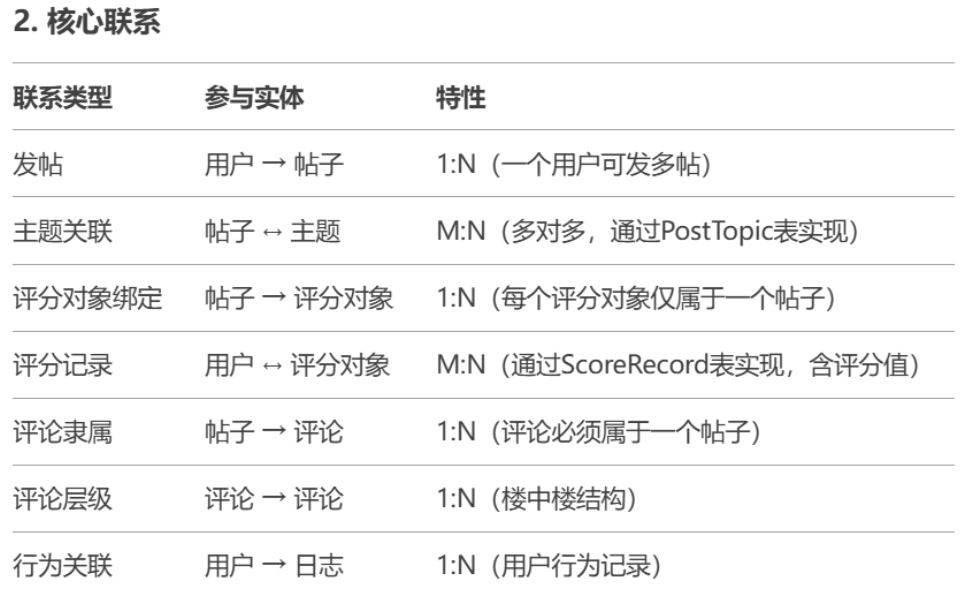 2. 核心联系
联系类型 参与实体 特性
发帖 用户 → 帖子 1:N（一个用户可发多帖）
主题关联 帖子 ↔ 主题 M:N（多对多，通过PostTopic表实现）
评分对象绑定 帖子 → 评分对象 1:N（每个评分对象仅属于一个帖子）
评分记录 用户 ↔ 评分对象 M:N（通过ScoreRecord表实现，含评分值）
评论隶属 帖子 → 评论 1:N（评论必须属于一个帖子）
评论层级 评论 → 评论 1:N（楼中楼结构）
行为关联 用户 → 日志 1:N（用户行为记录）